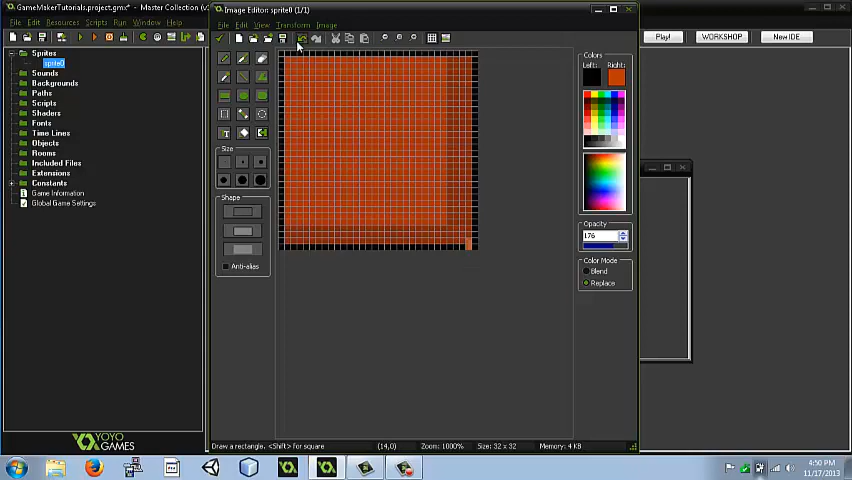 GameMakerTutorials.project.gmx* - Master Collection (v
File Edit Resources Scripts Run Window
Sprites
sprite0
Sounds
Backgrounds
Paths
Scripts
Shaders
Fonts
Time Lines
Objects
Rooms
Included Files
Extensions
Constants
Game Information
Global Game Settings
YOYO
GAMES
Image Editor: sprite0 (1/1)
File Edit View Transform Image
Size
Shape
Anti-alias
Colors
Left: Right:
Opacity
176
Color Mode
Blend
Replace
Draw a rectangle. <Shift> for square
(14,0)
Zoom: 1000%
Size: 32 x 32
Memory: 4 KB
Play!
WORKSHOP
New IDE
4:50 PM
11/17/2013